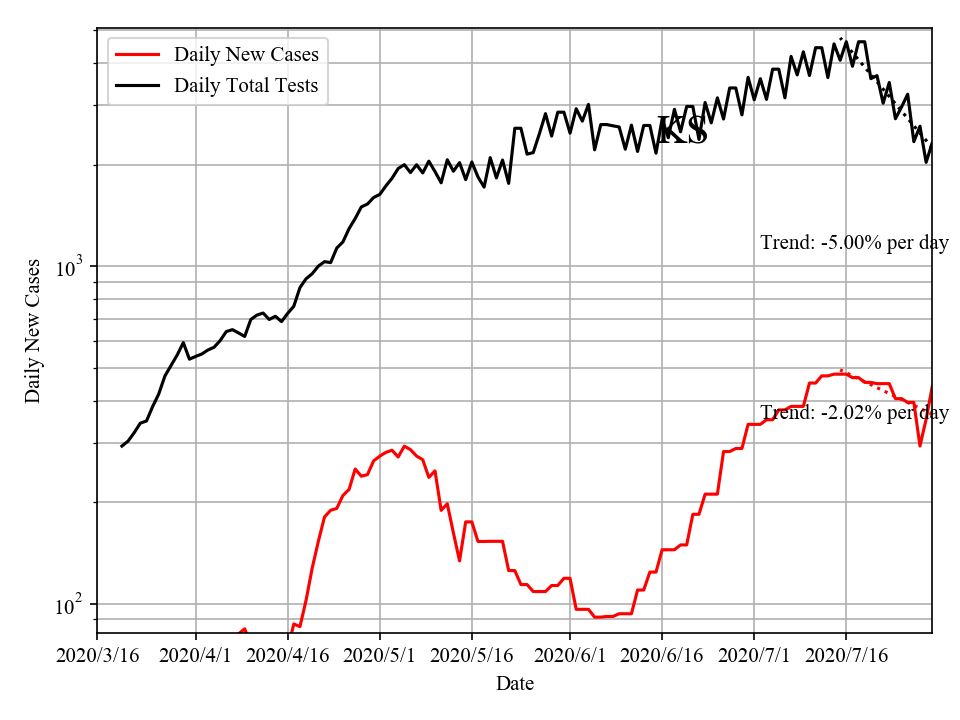 Daily New Cases
Daily Total Tests
KS
Trend: -5.00% per day
Trend: -2.02% per day
Daily New Cases
10³
10²
2020/3/16 2020/4/1 2020/4/16 2020/5/1 2020/5/16 2020/6/1 2020/6/16 2020/7/1 2020/7/16
Date